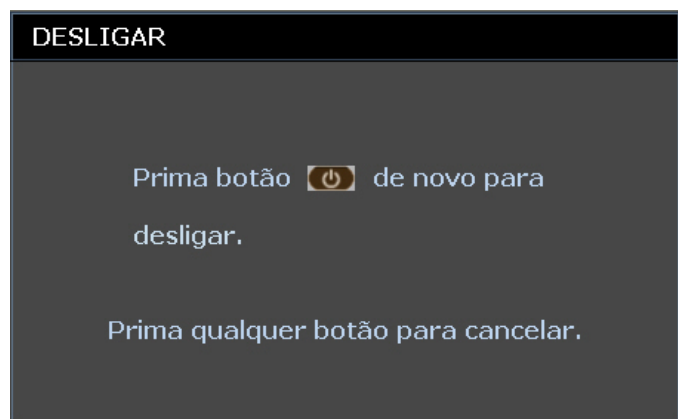 DESLIGAR
Prima botão de novo para
desligar.
Prima qualquer botão para cancelar.